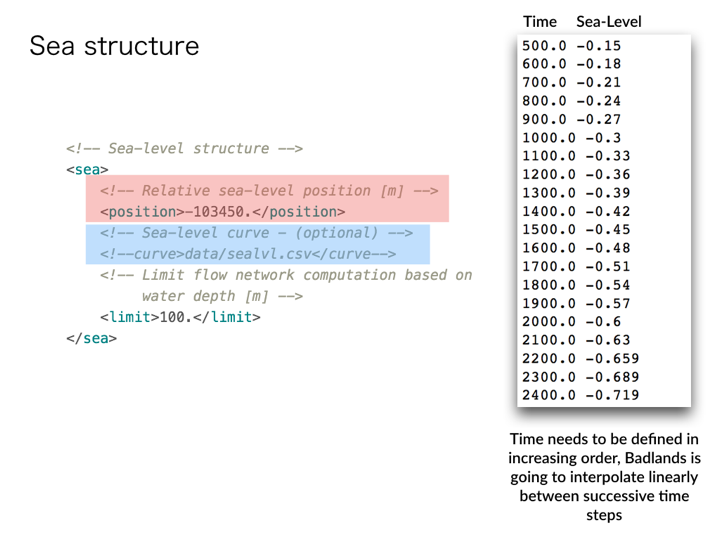 Sea structure
<!-- Sea-level structure -->
<sea>
<!-- Relative sea-level position [m] -->
<position>-103450.</position>
<!-- Sea-level curve - (optional) -->
<!--curve>data/sealvl.csv</curve-->
<!-- Limit flow network computation based on
water depth [m] -->
<limit>100.</limit>
</sea>
Time Sea-Level
500.0 -0.15
600.0 -0.18
700.0 -0.21
800.0 -0.24
900.0 -0.27
1000.0 -0.3
1100.0 -0.33
1200.0 -0.36
1300.0 -0.39
1400.0 -0.42
1500.0 -0.45
1600.0 -0.48
1700.0 -0.51
1800.0 -0.54
1900.0 -0.57
2000.0 -0.6
2100.0 -0.63
2200.0 -0.659
2300.0 -0.689
2400.0 -0.719
Time needs to be defined in
increasing order, Badlands is
going to interpolate linearly
between successive time
steps